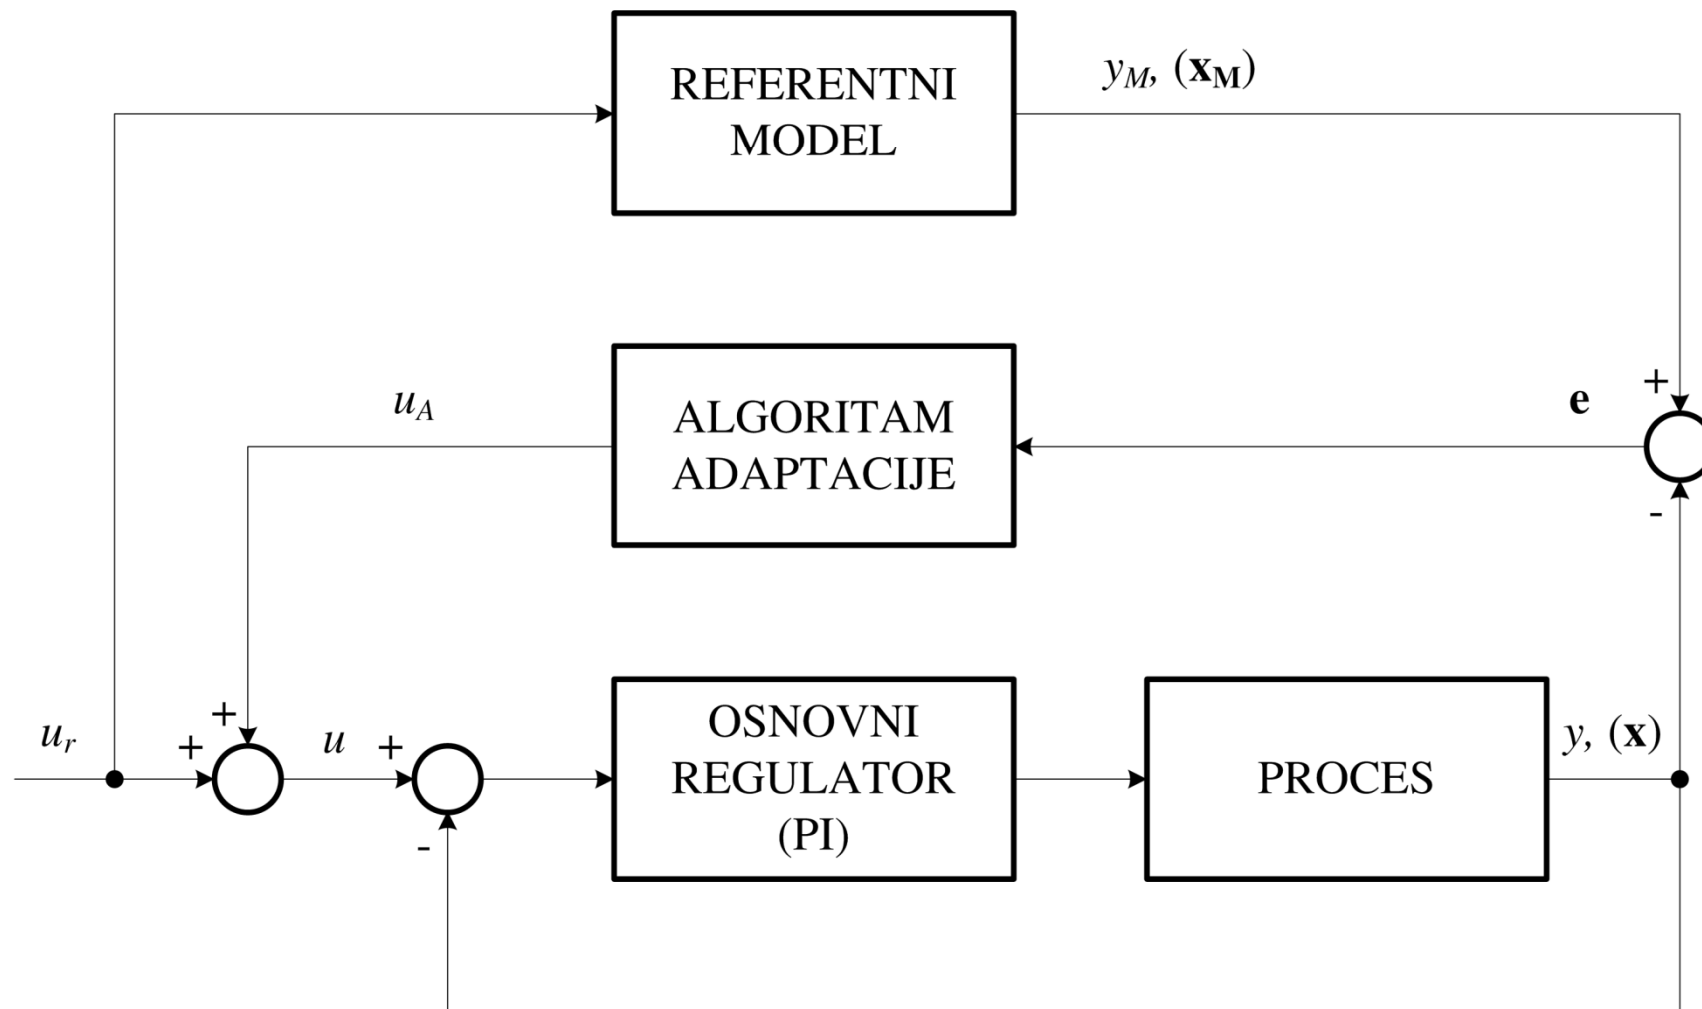 REFERENTNI
MODEL
y_M, (x_M)
u_A
ALGORITAM
ADAPTACIJE
e
+
-
u_r
+
+
u
+
-
OSNOVNI
REGULATOR
(PI)
PROCES
y, (x)